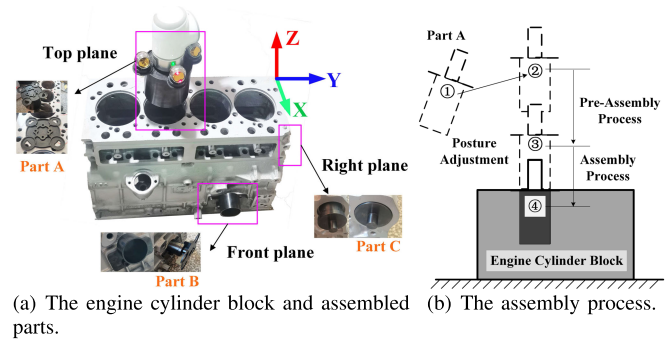 Top plane
Z
Y
X
Part A
Right plane
Front plane
Part B
Part C
Part A
①
②
Pre-Assembly
Process
Posture
Adjustment
③
Assembly
Process
④
Engine Cylinder Block
(a) The engine cylinder block and assembled
parts.
(b) The assembly process.